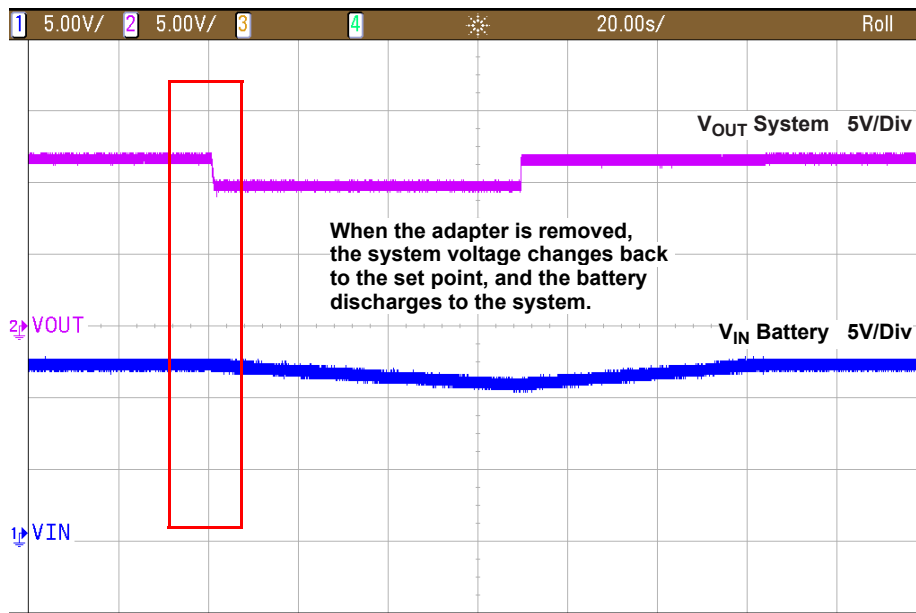 1 5.00V/ 2 5.00V/ 3 4 20.00s/ Roll
V_OUT System 5V/Div
When the adapter is removed,
the system voltage changes back
to the set point, and the battery
discharges to the system.
2 VOUT
V_IN Battery 5V/Div
1 VIN